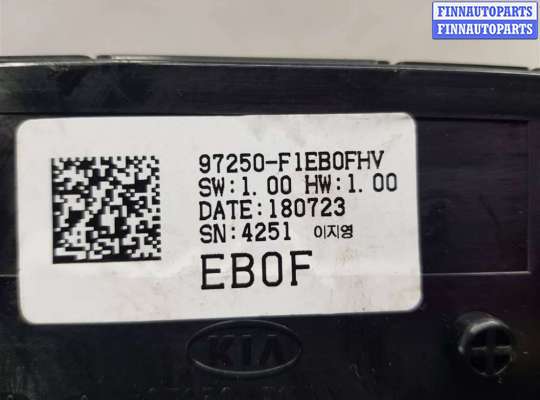 FINNAUTOPARTS
FINNAUTOPARTS
97250-F1EB0FHV
SW:1.00 HW:1.00
DATE:180723
SN:4251 이지영
EB0F
KIA